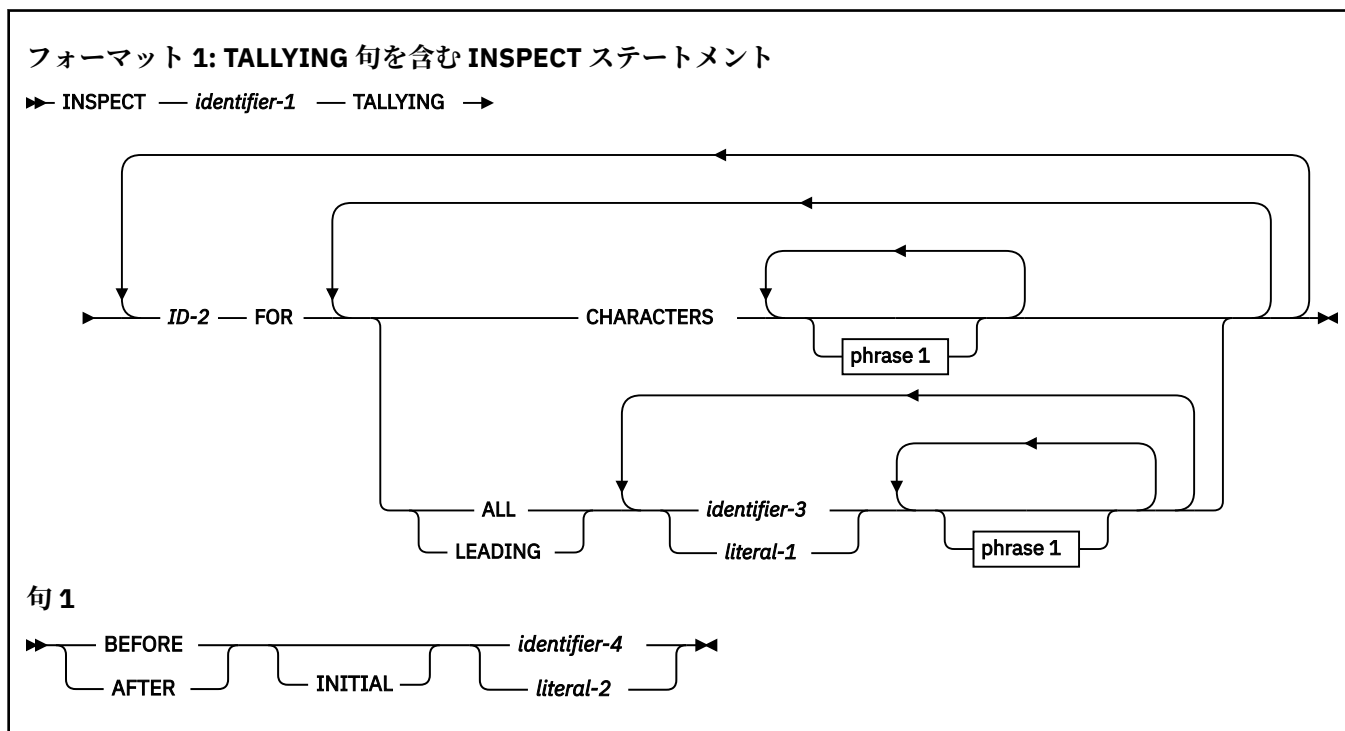 フォーマット 1: TALLYING 句を含む INSPECT ステートメント
INSPECT identifier-1 TALLYING
ID-2 FOR CHARACTERS
phrase 1
ALL identifier-3
LEADING literal-1
phrase 1
句 1
BEFORE identifier-4
AFTER INITIAL literal-2